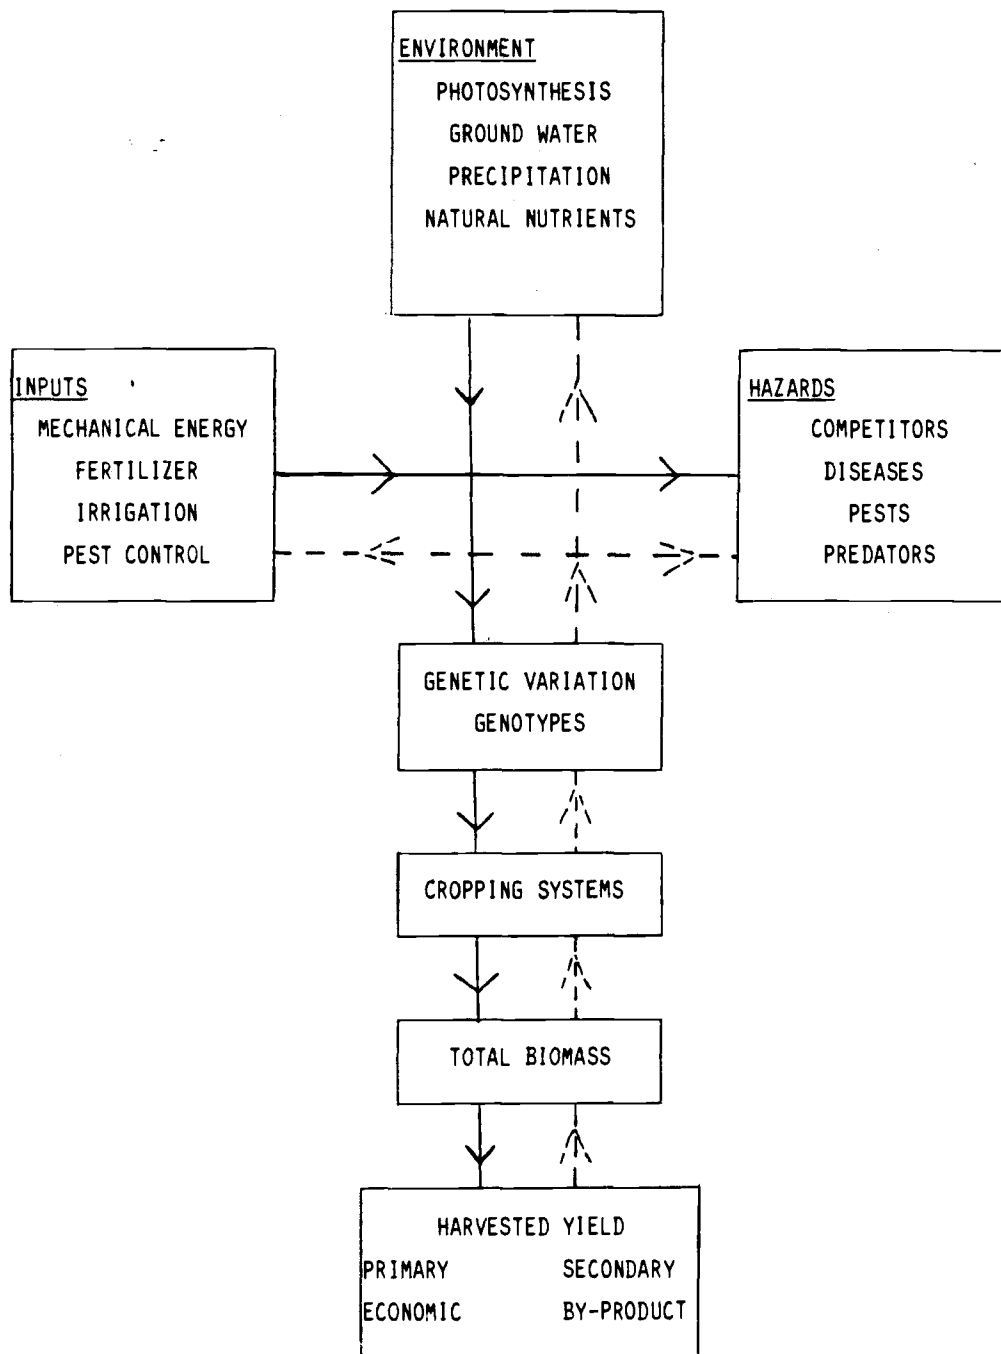 ENVIRONMENT
PHOTOSYNTHESIS
GROUND WATER
PRECIPITATION
NATURAL NUTRIENTS
INPUTS
MECHANICAL ENERGY
FERTILIZER
IRRIGATION
PEST CONTROL
HAZARDS
COMPETITORS
DISEASES
PESTS
PREDATORS
GENETIC VARIATION
GENOTYPES
CROPPING SYSTEMS
TOTAL BIOMASS
HARVESTED YIELD
PRIMARY SECONDARY
ECONOMIC BY-PRODUCT